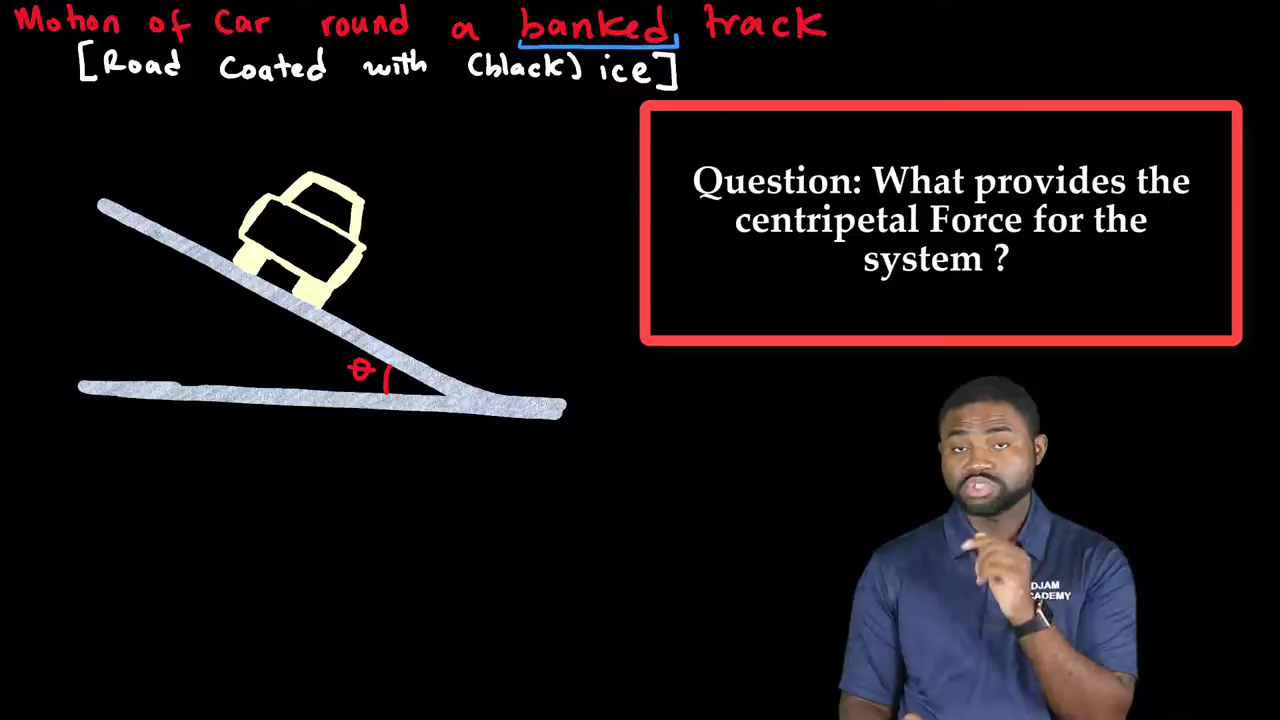 Motion of Car round a banked track
[Road Coated with (black) ice]
Question: What provides the
centripetal Force for the
system ?
θ
DJAM
CADEMY